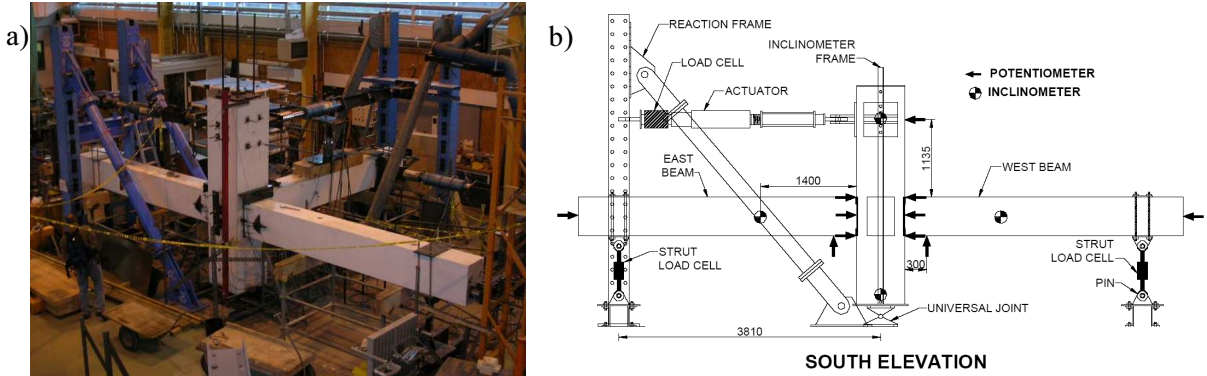 a)
b)
REACTION FRAME
LOAD CELL
ACTUATOR
INCLINOMETER
FRAME
POTENTIOMETER
INCLINOMETER
EAST
BEAM
1400
1135
WEST BEAM
STRUT
LOAD CELL
300
STRUT
LOAD CELL
PIN
UNIVERSAL JOINT
3810
SOUTH ELEVATION